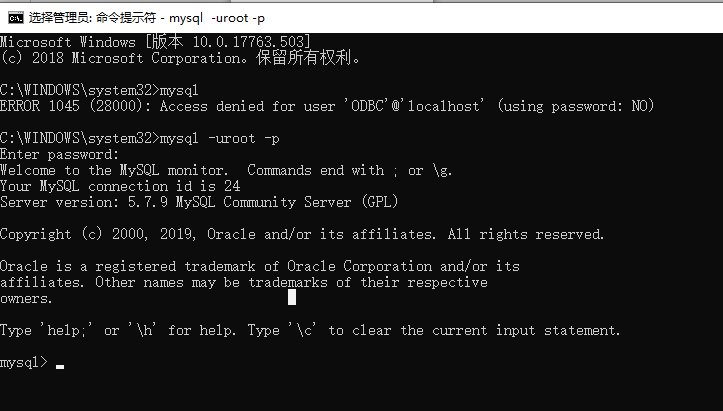 选择管理员: 命令提示符 - mysql  -uroot -p
Microsoft Windows [版本 10.0.17763.503]
(c) 2018 Microsoft Corporation。保留所有权利。
C:\WINDOWS\system32>mysql
ERROR 1045 (28000): Access denied for user 'ODBC'@'localhost' (using password: NO)
C:\WINDOWS\system32>mysql -uroot -p
Enter password:
Welcome to the MySQL monitor.  Commands end with ; or \g.
Your MySQL connection id is 24
Server version: 5.7.9 MySQL Community Server (GPL)
Copyright (c) 2000, 2019, Oracle and/or its affiliates. All rights reserved.
Oracle is a registered trademark of Oracle Corporation and/or its
affiliates. Other names may be trademarks of their respective
owners.
Type 'help;' or '\h' for help. Type '\c' to clear the current input statement.
mysql>